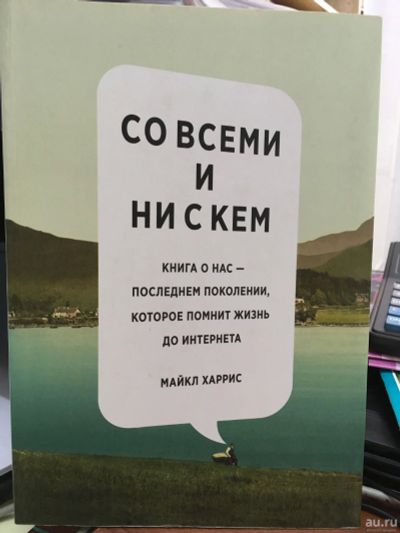 СО ВСЕМИ
И
НИ С КЕМ
КНИГА О НАС —
ПОСЛЕДНЕМ ПОКОЛЕНИИ,
КОТОРОЕ ПОМНИТ ЖИЗНЬ
ДО ИНТЕРНЕТА
МАЙКЛ ХАРРИС
au.ru